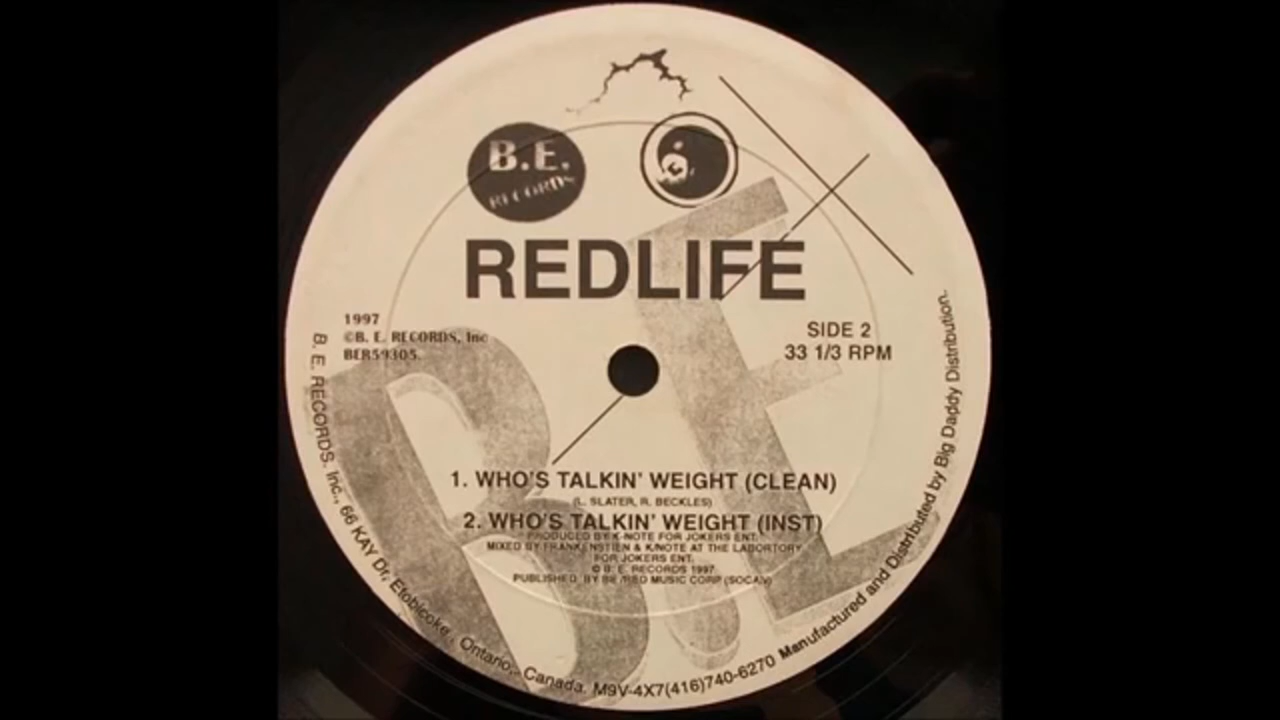 B.E.
RECORDS
REDLIFE
1997
©B. E. RECORDS, Inc
BER59305.
SIDE 2
33 1/3 RPM
1. WHO'S TALKIN' WEIGHT (CLEAN)
(L. SLATER, R. BECKLES)
2. WHO'S TALKIN' WEIGHT (INST)
PRODUCED BY K-NOTE FOR JOKERS ENT.
MIXED BY FRANKENSTIEN & K/NOTE AT THE LABORTORY
FOR JOKERS ENT.
© B. E. RECORDS 1997
PUBLISHED BY BE/RED MUSIC CORP (SOCAN)
B.E.
B. E. RECORDS. Inc., 66 KAY Dr, Etobicoke, Ontario,. Canada. M9V-4X7(416)740-6270 Manufactured and Distributed by Big Daddy Distribution.